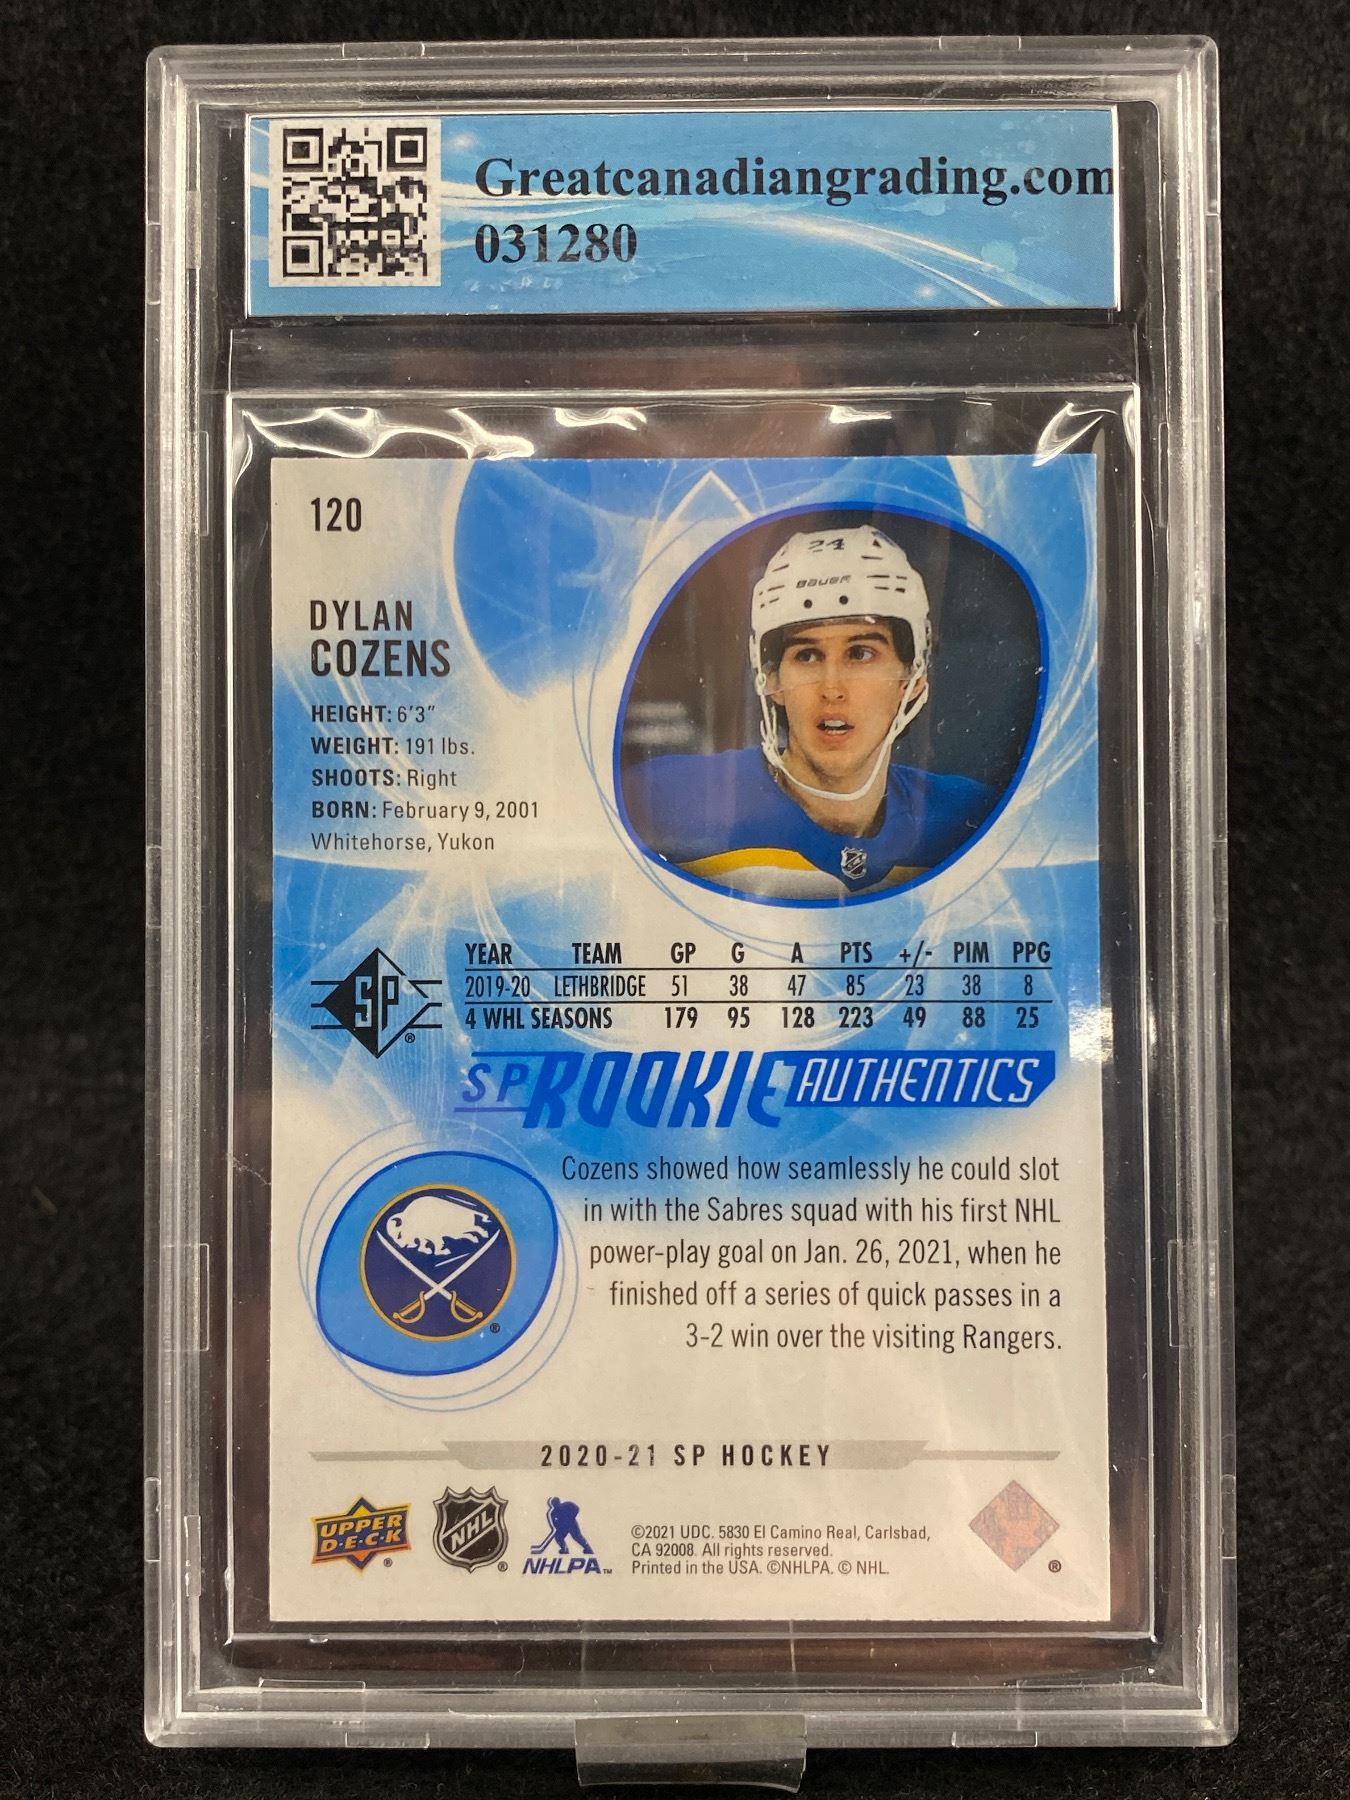 Greatcanadiangrading.com
031280
120
24
BAUER
DYLAN
COZENS
HEIGHT: 6'3"
WEIGHT: 191 lbs.
SHOOTS: Right
BORN: February 9, 2001
Whitehorse, Yukon
YEAR TEAM GP G A PTS +/- PIM PPG
2019-20 LETHBRIDGE 51 38 47 85 23 38 8
4 WHL SEASONS 179 95 128 223 49 88 25
SP®
SP ROOKIE AUTHENTICS
Cozens showed how seamlessly he could slot
in with the Sabres squad with his first NHL
power-play goal on Jan. 26, 2021, when he
finished off a series of quick passes in a
3-2 win over the visiting Rangers.
®
2020-21 SP HOCKEY
UPPER
D·E·C·K®
NHL®
NHLPA™
©2021 UDC. 5830 El Camino Real, Carlsbad,
CA 92008. All rights reserved.
Printed in the USA. ©NHLPA. © NHL.
®